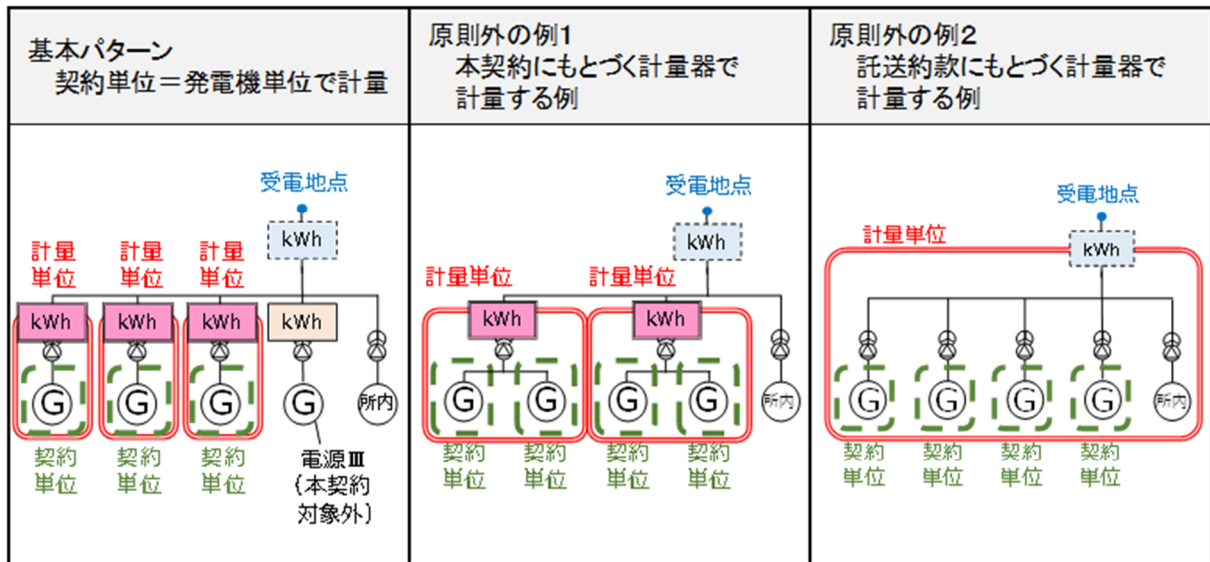 基本パターン
契約単位＝発電機単位で計量
原則外の例1
本契約にもとづく計量器で
計量する例
原則外の例2
託送約款にもとづく計量器で
計量する例
受電地点
kWh
計量
単位
計量
単位
計量
単位
kWh
kWh
kWh
kWh
G
G
G
G
所内
契約
単位
契約
単位
契約
単位
電源Ⅲ
（本契約
対象外）
受電地点
kWh
計量単位
計量単位
kWh
kWh
G
G
G
G
所内
契約
単位
契約
単位
契約
単位
契約
単位
受電地点
計量単位
kWh
G
G
G
G
所内
契約
単位
契約
単位
契約
単位
契約
単位